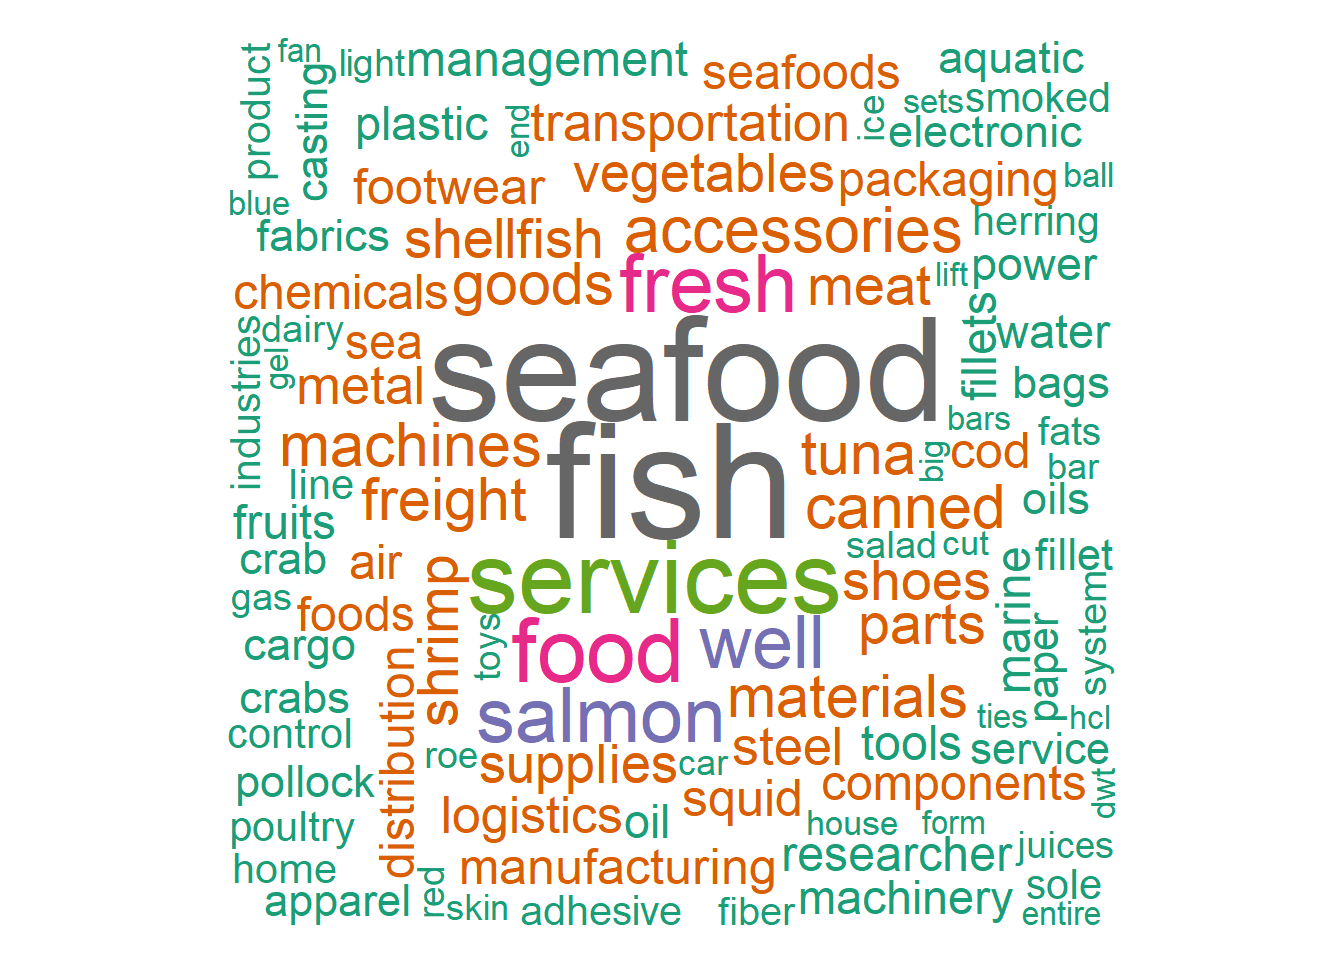 fan
light management
seafoods
aquatic
product
casting
plastic
end
transportation
ice
sets smoked
electronic
blue
footwear
vegetables packaging ball
fabrics
shellfish
accessories
herring
chemicals goods fresh meat lift power
industries
dairy
gel
sea
seafood
fillets
water
metal
bags
machines
fish
tuna
big
bars
cod
fats
bar
line
freight
canned
oils
fruits
crab
air
services
salad cut
shoes
marine
fillet
gas
foods
shrimp
toys
food
well
parts
paper
system
cargo
distribution
crabs
salmon
materials
ties
hcl
control
roe
supplies
car
steel
tools
service
pollock
logistics
oil
squid
components
dwt
poultry
house
form
home
manufacturing
researcher
juices
apparel
red
skin
adhesive
fiber
machinery
sole
entire